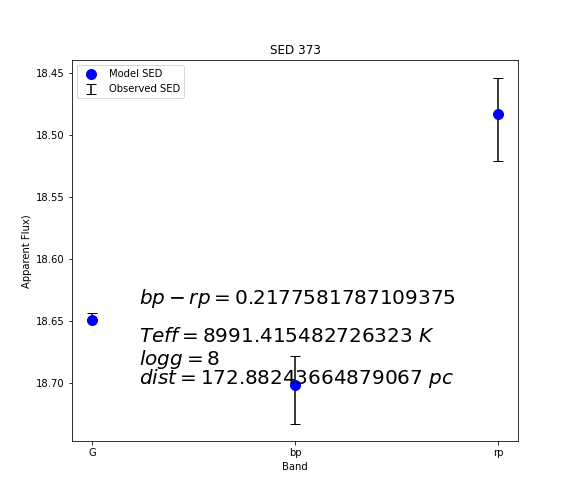 SED 373
18.45
Model SED
Observed SED
18.50
18.55
18.60
Apparent Flux)
bp − rp = 0.2177581787109375
18.65
Teff = 8991.415482726323 K
logg = 8
dist = 172.88243664879067 pc
18.70
G bp rp
Band